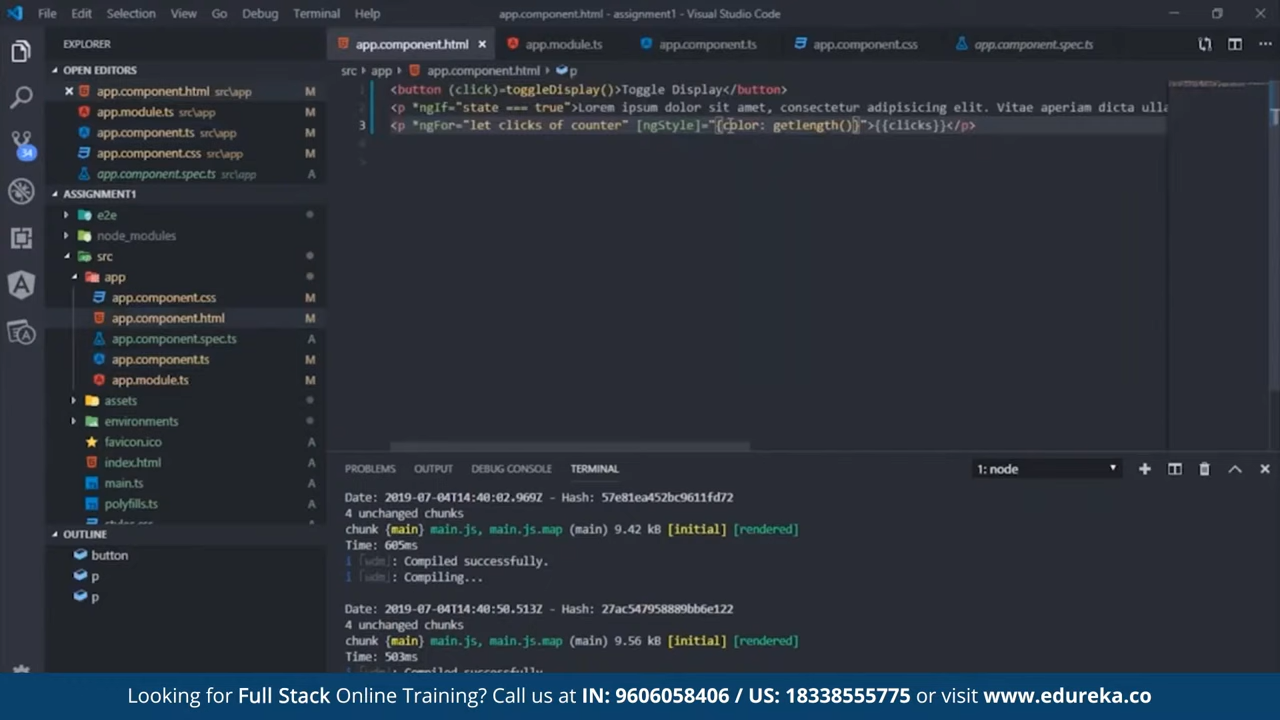 File Edit Selection View Go Debug Terminal Help
app.component.html - assignment1 - Visual Studio Code
EXPLORER
app.component.html
app.module.ts
app.component.ts
app.component.css
app.component.spec.ts
src app app.component.html p
OPEN EDITORS
app.component.html src\app M
app.module.ts src\app M
app.component.ts src\app M
app.component.css src\app M
app.component.spec.ts src\app A
34
<button (click)=toggleDisplay()>Toggle Display</button>
<p *ngIf="state === true">Lorem ipsum dolor sit amet, consectetur adipisicing elit. Vitae aperiam dicta ulla
3 <p *ngFor="let clicks of counter" [ngStyle]="{color: getlength()}">{{clicks}}</p>
ASSIGNMENT1
e2e
node_modules
src
app
app.component.css M
app.component.html M
app.component.spec.ts A
app.component.ts M
app.module.ts M
assets
environments
favicon.ico A
index.html A
main.ts A
polyfills.ts A
OUTLINE
button
p
p
PROBLEMS OUTPUT DEBUG CONSOLE TERMINAL
1: node
Date: 2019-07-04T14:40:02.969Z - Hash: 57e81ea452bc9611fd72
4 unchanged chunks
chunk {main} main.js, main.js.map (main) 9.42 kB [initial] [rendered]
Time: 605ms
i ｢wdm｣: Compiled successfully.
i ｢wdm｣: Compiling...
Date: 2019-07-04T14:40:50.513Z - Hash: 27ac547958889bb6e122
4 unchanged chunks
chunk {main} main.js, main.js.map (main) 9.56 kB [initial] [rendered]
Time: 503ms
Looking for Full Stack Online Training? Call us at IN: 9606058406 / US: 18338555775 or visit www.edureka.co